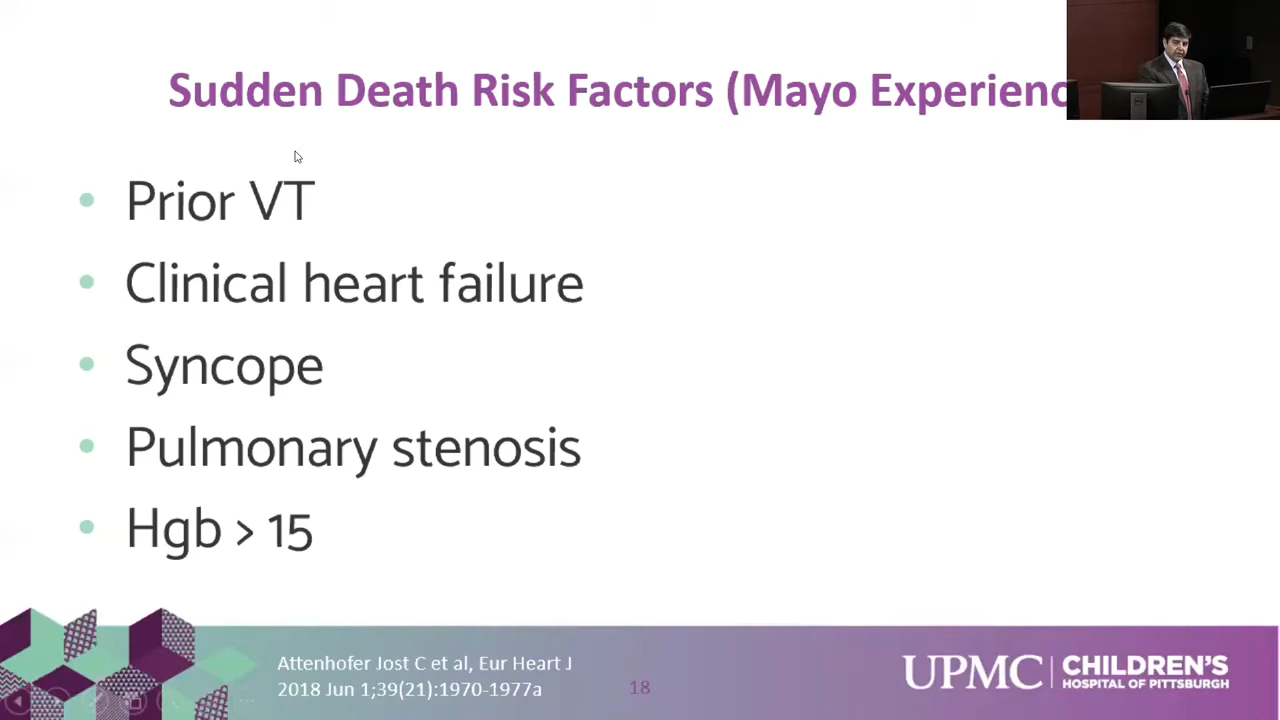 Sudden Death Risk Factors (Mayo Experienc
• Prior VT
• Clinical heart failure
• Syncope
• Pulmonary stenosis
• Hgb > 15
Attenhofer Jost C et al, Eur Heart J
2018 Jun 1;39(21):1970-1977a
18
UPMC | CHILDREN'S
HOSPITAL OF PITTSBURGH